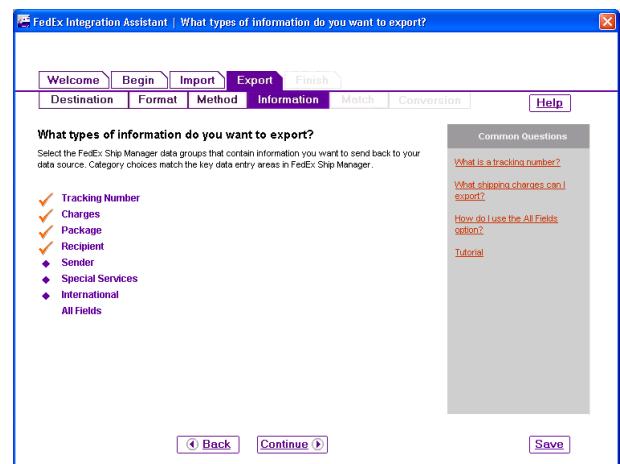 FedEx Integration Assistant | What types of information do you want to export?
Welcome Begin Import Export Finish
Destination Format Method Information Match Conversion Help
What types of information do you want to export?
Select the FedEx Ship Manager data groups that contain information you want to send back to your
data source. Category choices match the key data entry areas in FedEx Ship Manager.
Tracking Number
Charges
Package
Recipient
Sender
Special Services
International
All Fields
Common Questions
What is a tracking number?
What shipping charges can I
export?
How do I use the All Fields
option?
Tutorial
Back Continue Save